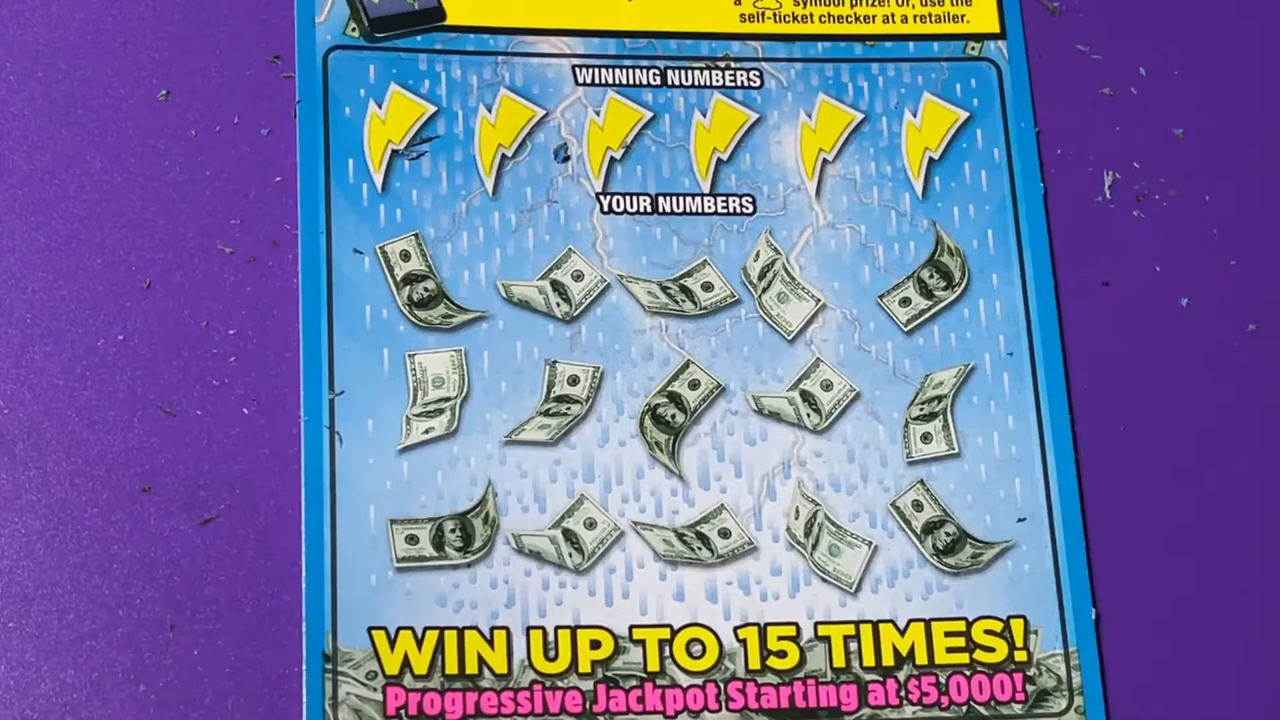 a symbol prize! Or, use the
self-ticket checker at a retailer.
WINNING NUMBERS
YOUR NUMBERS
WIN UP TO 15 TIMES!
Progressive Jackpot Starting at $5,000!